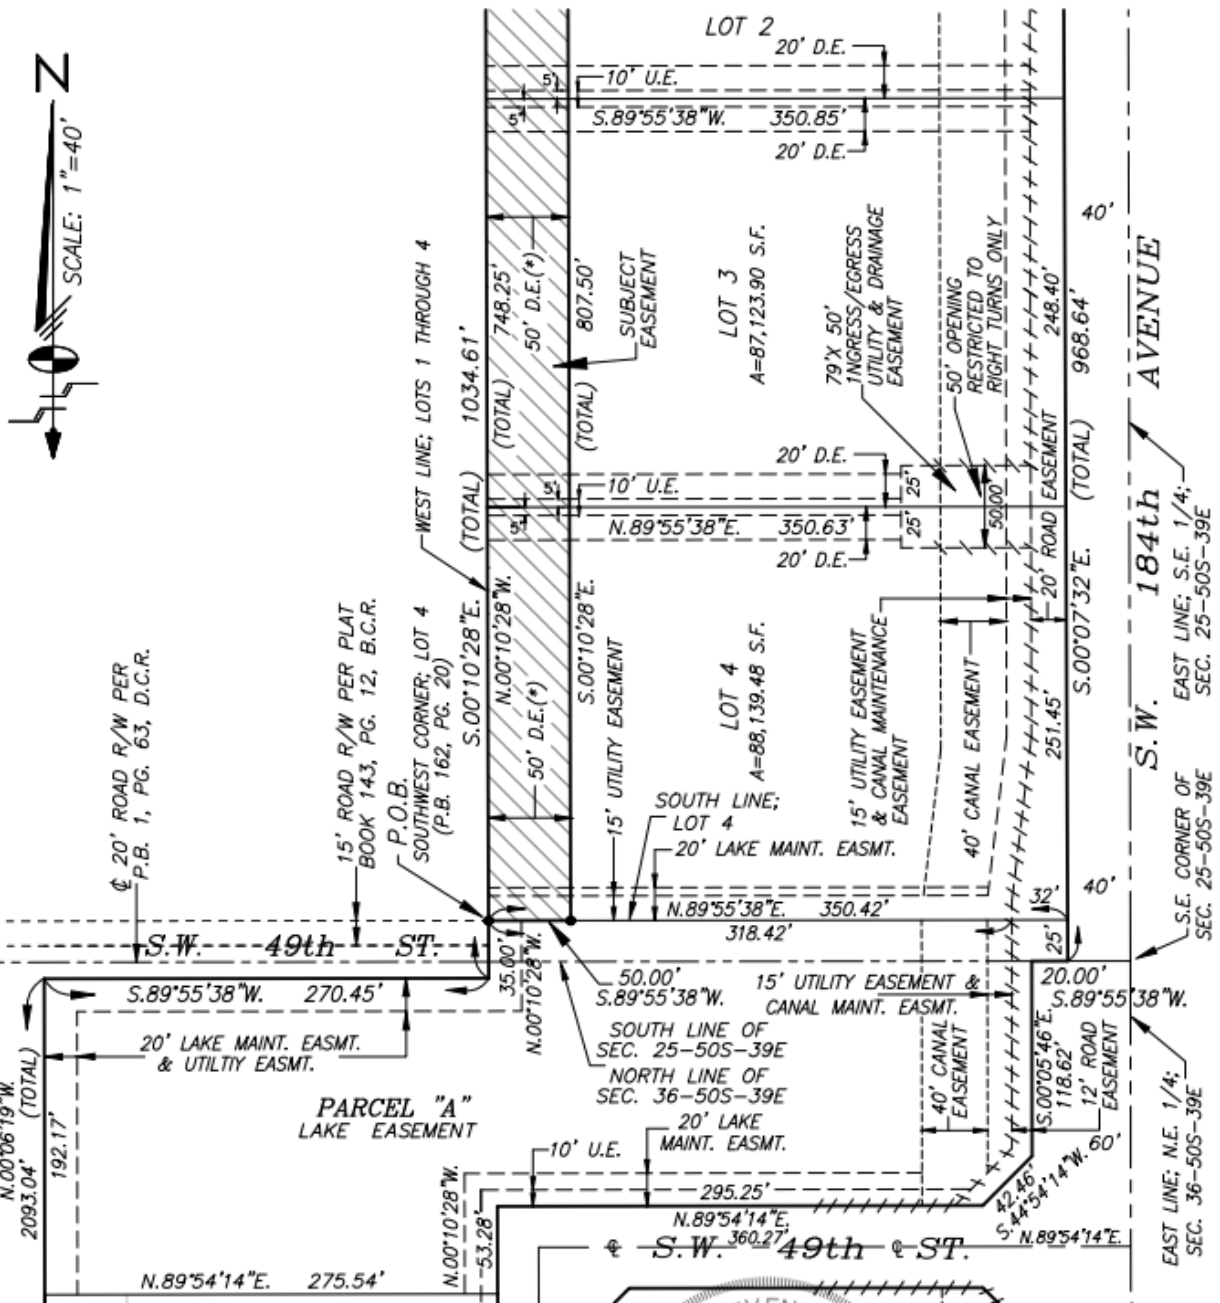 LOT 2
20' D.E.
5'
10' U.E.
S.89°55'38"W. 350.85'
5'
20' D.E.
N
SCALE: 1"=40'
WEST LINE; LOTS 1 THROUGH 4
1034.61'
(TOTAL)
S.00°10'28"E.
748.25'
(TOTAL)
N.00°10'28"W.
50' D.E.(*)
50' D.E.(*)
807.50'
(TOTAL)
S.00°10'28"E.
SUBJECT
EASEMENT
LOT 3
A=87,123.90 S.F.
79'X 50'
INGRESS/EGRESS
UTILITY & DRAINAGE
EASEMENT
50' OPENING
RESTRICTED TO
RIGHT TURNS ONLY
40'
248.40'
968.64'
(TOTAL)
S.00°07'32"E.
20' ROAD EASEMENT
251.45'
S.W. 184th AVENUE
EAST LINE; S.E. 1/4;
SEC. 25-50S-39E
20' D.E.
5'
10' U.E.
N.89°55'38"E. 350.63'
5'
20' D.E.
25'
25'
50.00
15' UTILITY EASEMENT
LOT 4
A=88,139.48 S.F.
15' UTILITY EASEMENT
& CANAL MAINTENANCE
EASEMENT
40' CANAL EASEMENT
℄ 20' ROAD R/W PER
P.B. 1, PG. 63, D.C.R.
15' ROAD R/W PER PLAT
BOOK 143, PG. 12, B.C.R.
P.O.B.
SOUTHWEST CORNER; LOT 4
(P.B. 162, PG. 20)
SOUTH LINE;
LOT 4
20' LAKE MAINT. EASMT.
N.89°55'38"E. 350.42'
318.42'
32'
40'
25'
S.E. CORNER OF
SEC. 25-50S-39E
S.W. 49th ST.
35.00'
N.00°10'28"W.
50.00'
S.89°55'38"W.
15' UTILITY EASEMENT &
CANAL MAINT. EASMT.
20.00'
S.89°55'38"W.
S.89°55'38"W. 270.45'
20' LAKE MAINT. EASMT.
& UTILTIY EASMT.
SOUTH LINE OF
SEC. 25-50S-39E
NORTH LINE OF
SEC. 36-50S-39E
40' CANAL
EASEMENT
S.00°05'46"E.
118.62'
12' ROAD
EASEMENT
EAST LINE; N.E. 1/4;
SEC. 36-50S-39E
N.00°06'19"W.
2093.04' (TOTAL)
192.17'
PARCEL "A"
LAKE EASEMENT
10' U.E.
20' LAKE
MAINT. EASMT.
60'
42.46'
S.44°54'14"W.
N.00°10'28"W.
53.28'
295.25'
N.89°54'14"E.
360.27'
N.89°54'14"E.
℄ S.W. 49th ℄ ST.
N.89°54'14"E. 275.54'